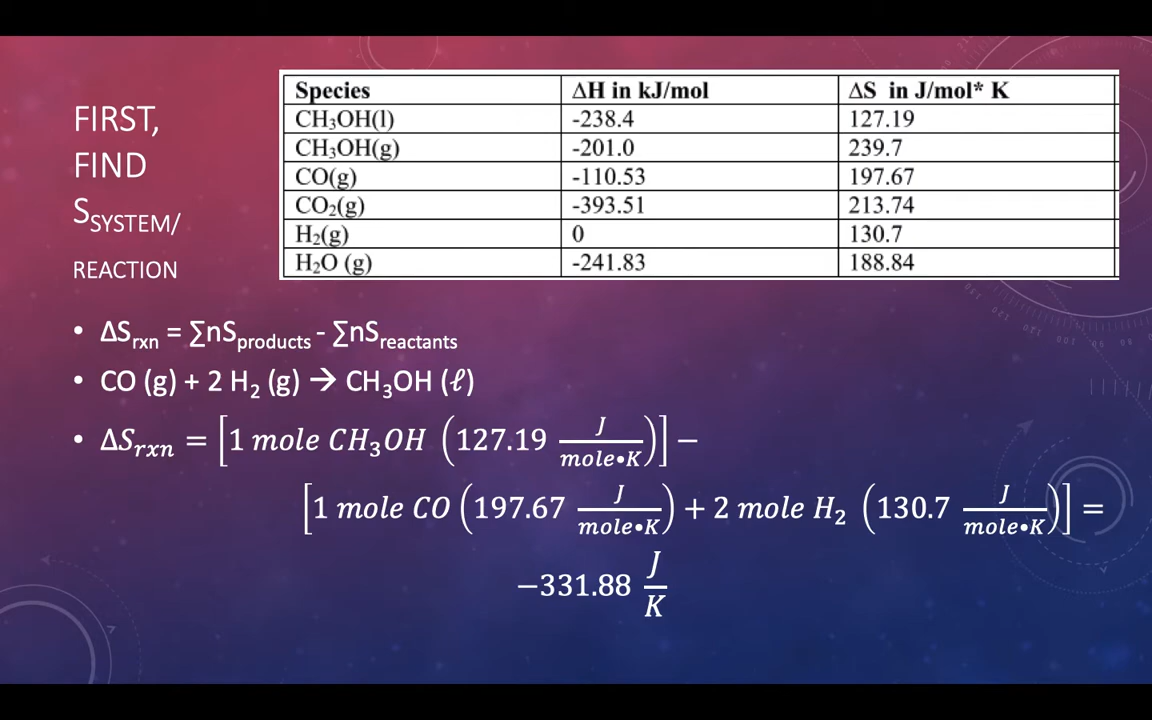 FIRST,
FIND
S_SYSTEM/
REACTION
Species ΔH in kJ/mol ΔS in J/mol* K
CH₃OH(l) -238.4 127.19
CH₃OH(g) -201.0 239.7
CO(g) -110.53 197.67
CO₂(g) -393.51 213.74
H₂(g) 0 130.7
H₂O (g) -241.83 188.84
• ΔS_rxn = ∑nS_products - ∑nS_reactants
• CO (g) + 2 H₂ (g) → CH₃OH (ℓ)
• ΔS_rxn = [1 mole CH₃OH (127.19 J/mole•K)] −
[1 mole CO (197.67 J/mole•K) + 2 mole H₂ (130.7 J/mole•K)] =
−331.88 J/K